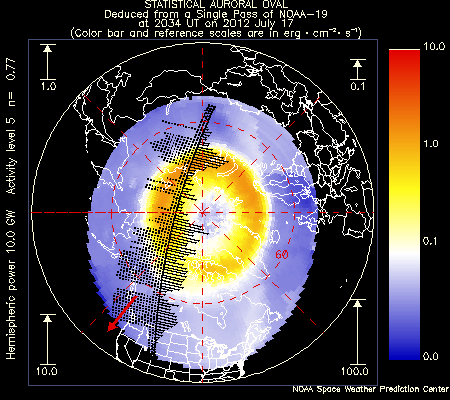 STATISTICAL AURORAL OVAL
Deduced from a Single Pass of NOAA-19
at 2034 UT on 2012 July 17
(Color bar and reference scales are in erg · cm⁻² · s⁻¹)
1.0
0.1
10.0
1.0
0.1
0.0
Hemispheric power 10.0 GW Activity level 5 n= 0.77
60
10.0
100.0
NOAA Space Weather Prediction Center